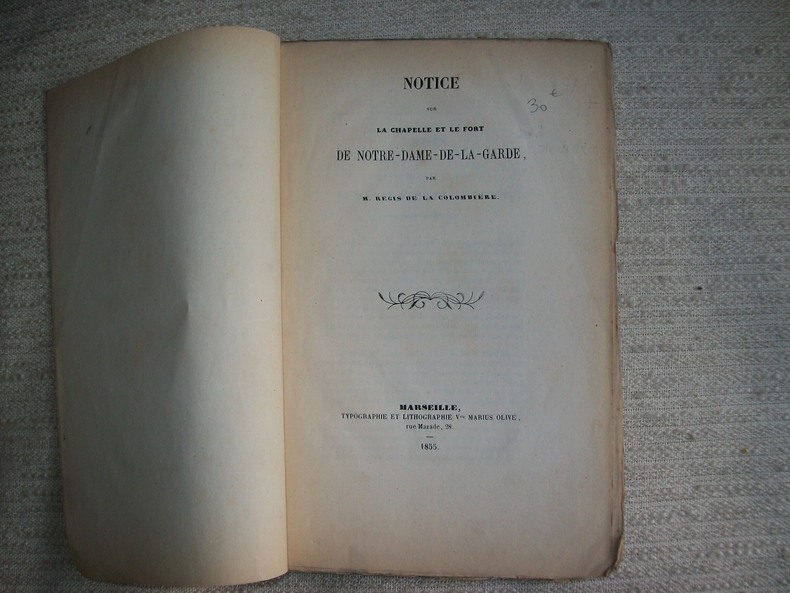 NOTICE
SUR
LA CHAPELLE ET LE FORT
DE NOTRE-DAME-DE-LA-GARDE,
PAR
M. REGIS DE LA COLOMBIÈRE.
30 €
MARSEILLE,
TYPOGRAPHIE ET LITHOGRAPHIE Vve MARIUS OLIVE,
rue Mazade, 28.
1855.